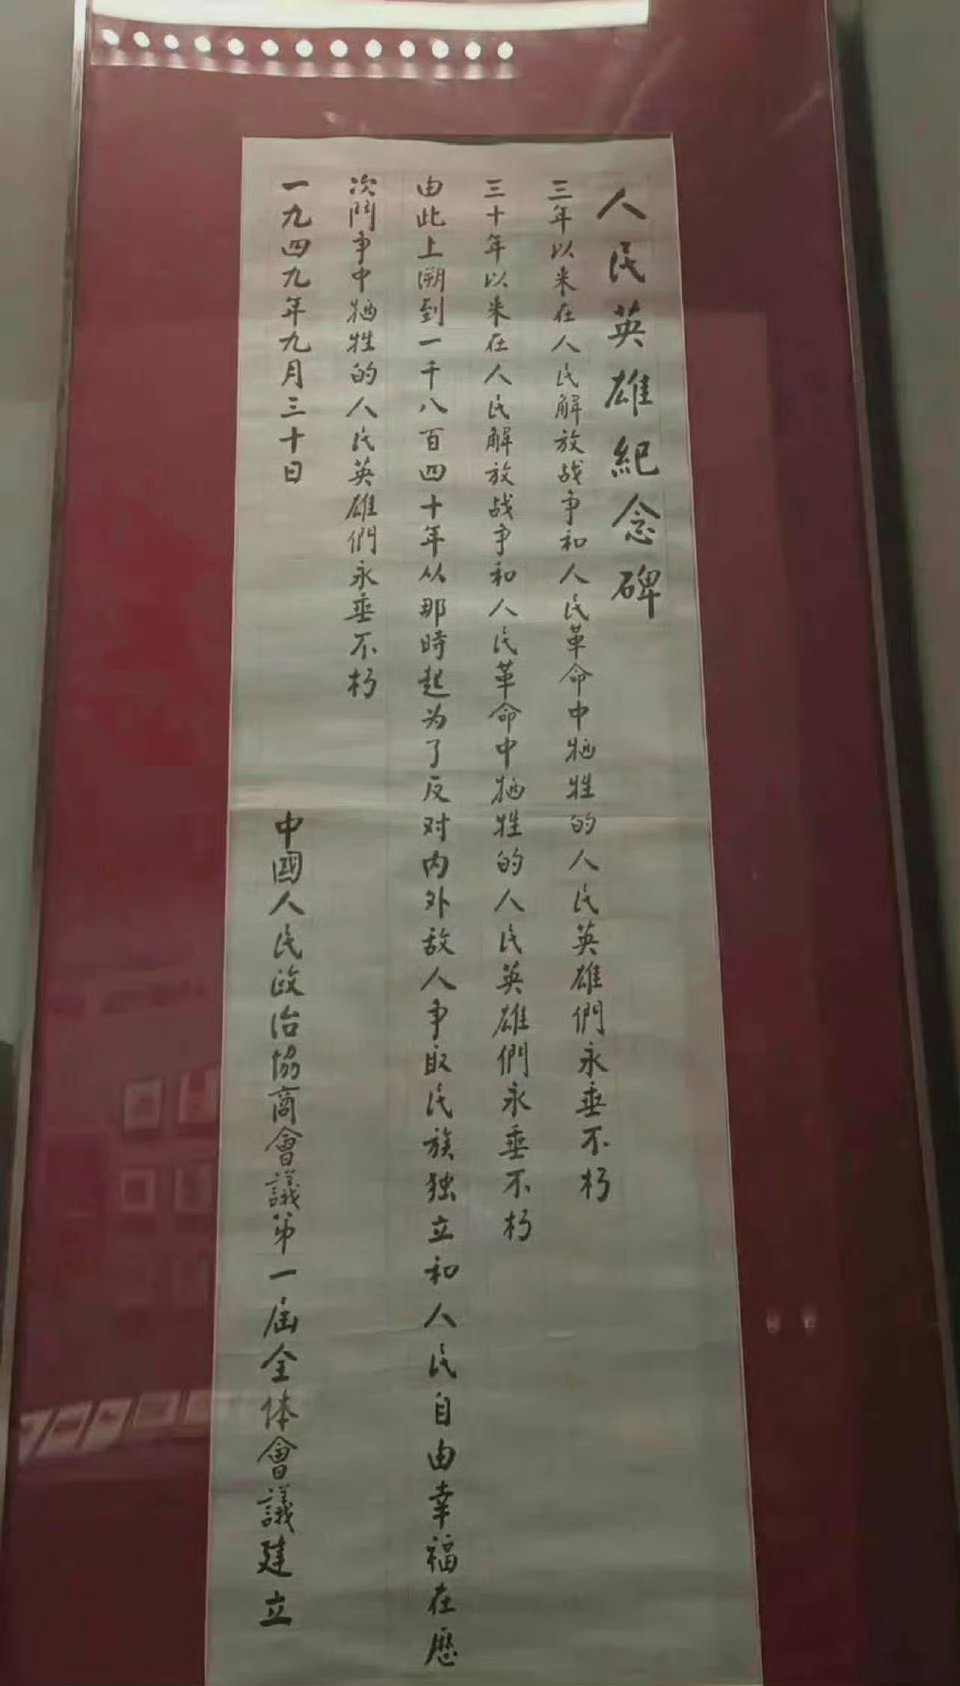 人民英雄紀念碑
三年以来在人民解放战争和人民革命中牺牲的人民英雄們永垂不朽
三十年以来在人民解放战争和人民革命中牺牲的人民英雄們永垂不朽
由此上溯到一千八百四十年从那時起为了反对内外敌人争取民族独立和人民自由幸福在歷
次鬥争中牺牲的人民英雄們永垂不朽
一九四九年九月三十日
中國人民政治協商會議第一届全体會議建立